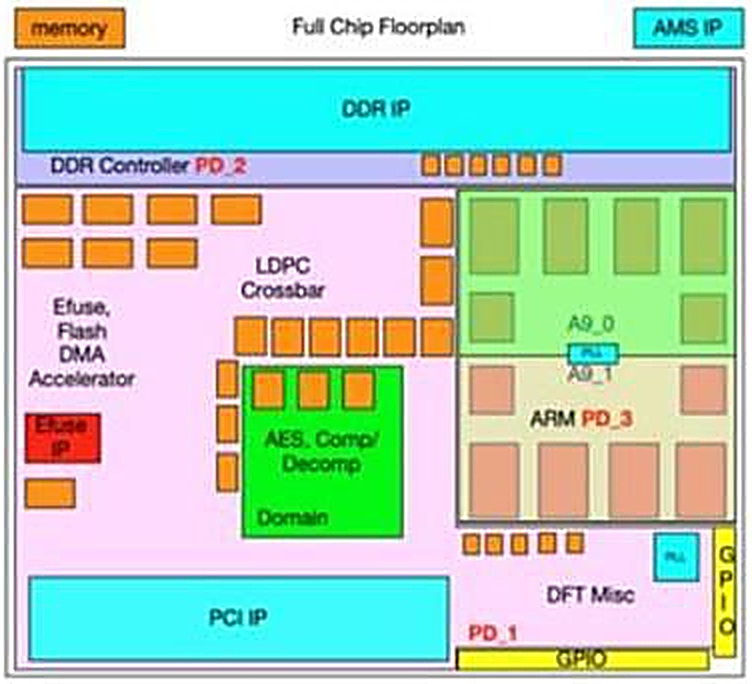 memory
Full Chip Floorplan
AMS IP
DDR IP
DDR Controller PD_2
LDPC
Crossbar
Efuse,
Flash
DMA
Accelerator
A9_0
PLL
A9_1
ARM PD_3
Efuse
IP
AES, Comp/
Decomp
Domain
PLL
DFT Misc
PD_1
PCI IP
GPIO
GPIO